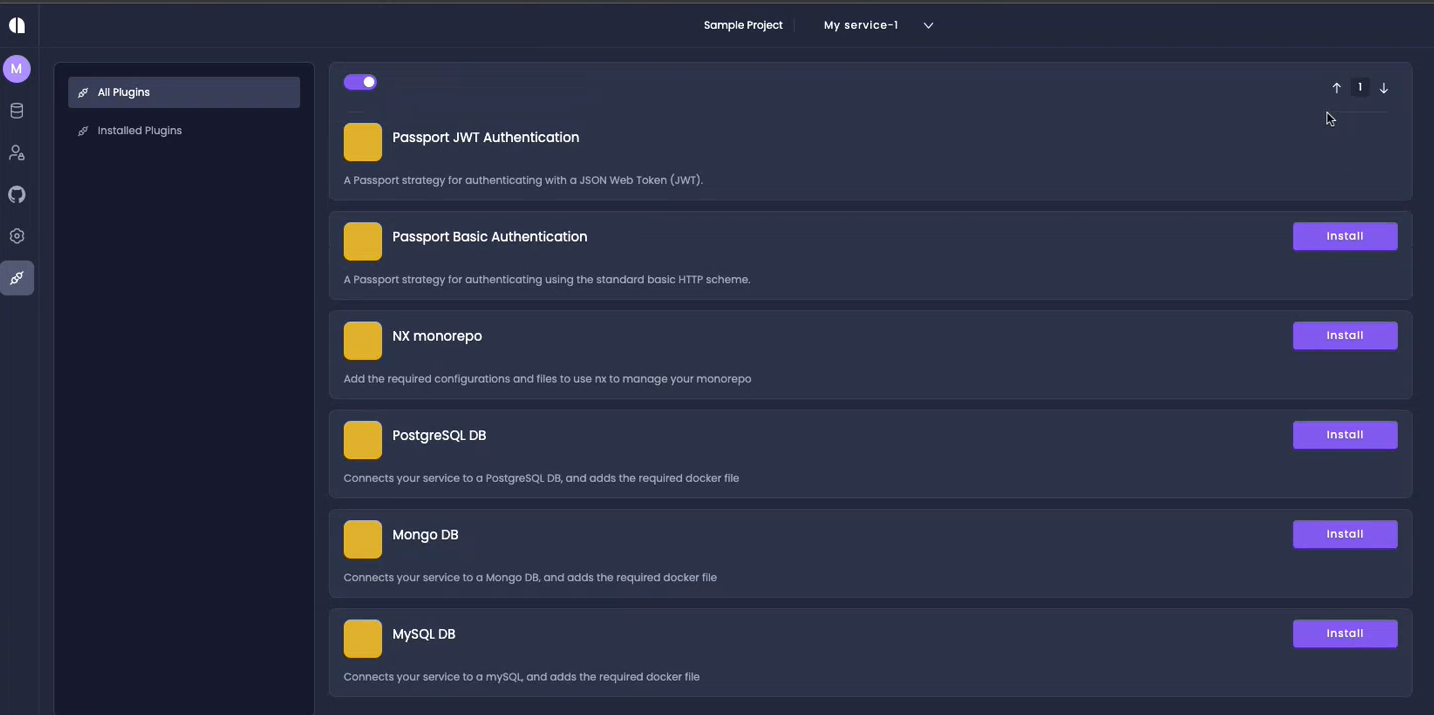 Sample Project
My service-1
M
All Plugins
Installed Plugins
1
Passport JWT Authentication
A Passport strategy for authenticating with a JSON Web Token (JWT).
Passport Basic Authentication
Install
A Passport strategy for authenticating using the standard basic HTTP scheme.
NX monorepo
Install
Add the required configurations and files to use nx to manage your monorepo
PostgreSQL DB
Install
Connects your service to a PostgreSQL DB, and adds the required docker file
Mongo DB
Install
Connects your service to a Mongo DB, and adds the required docker file
MySQL DB
Install
Connects your service to a mySQL, and adds the required docker file